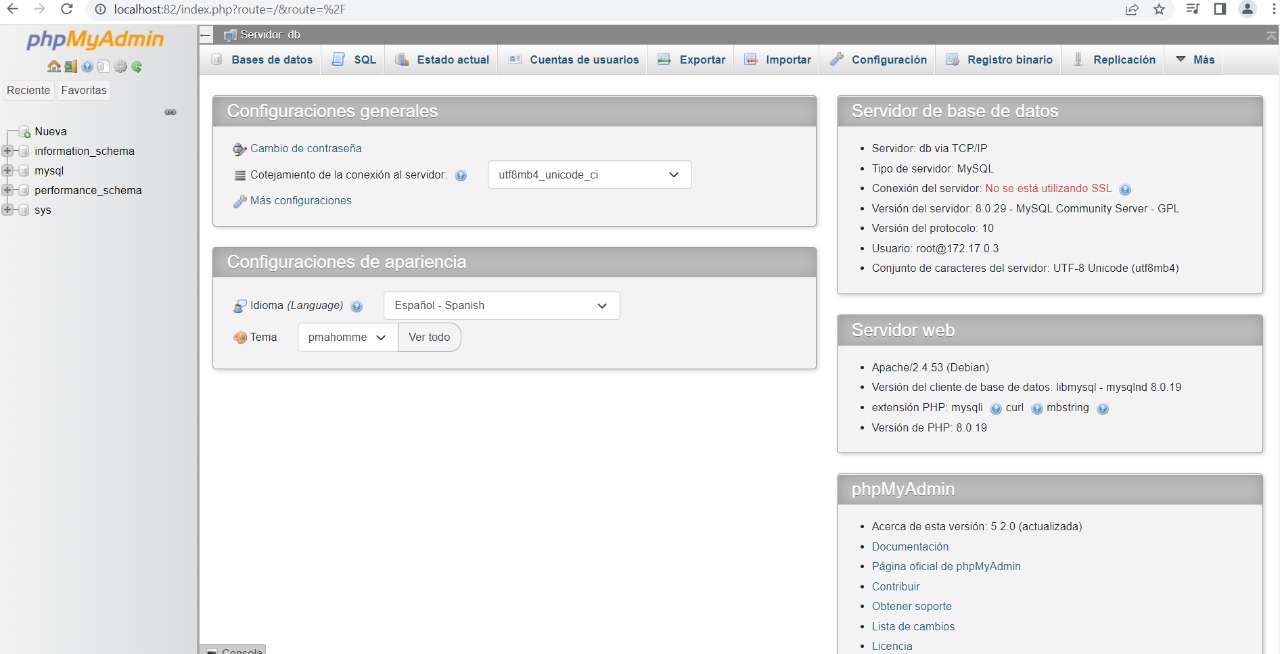 localhost:82/index.php?route=/&route=%2F
phpMyAdmin
Reciente Favoritas
Nueva
information_schema
mysql
performance_schema
sys
Servidor: db
Bases de datos SQL Estado actual Cuentas de usuarios Exportar Importar Configuración Registro binario Replicación Más
Configuraciones generales
Cambio de contraseña
Cotejamiento de la conexión al servidor: utf8mb4_unicode_ci
Más configuraciones
Configuraciones de apariencia
Idioma (Language) Español - Spanish
Tema pmahomme Ver todo
Servidor de base de datos
Servidor: db via TCP/IP
Tipo de servidor: MySQL
Conexión del servidor: No se está utilizando SSL
Versión del servidor: 8.0.29 - MySQL Community Server - GPL
Versión del protocolo: 10
Usuario: root@172.17.0.3
Conjunto de caracteres del servidor: UTF-8 Unicode (utf8mb4)
Servidor web
Apache/2.4.53 (Debian)
Versión del cliente de base de datos: libmysql - mysqlnd 8.0.19
extensión PHP: mysqli curl mbstring
Versión de PHP: 8.0.19
phpMyAdmin
Acerca de esta versión: 5.2.0 (actualizada)
Documentación
Página oficial de phpMyAdmin
Contribuir
Obtener soporte
Lista de cambios
Licencia
Consola